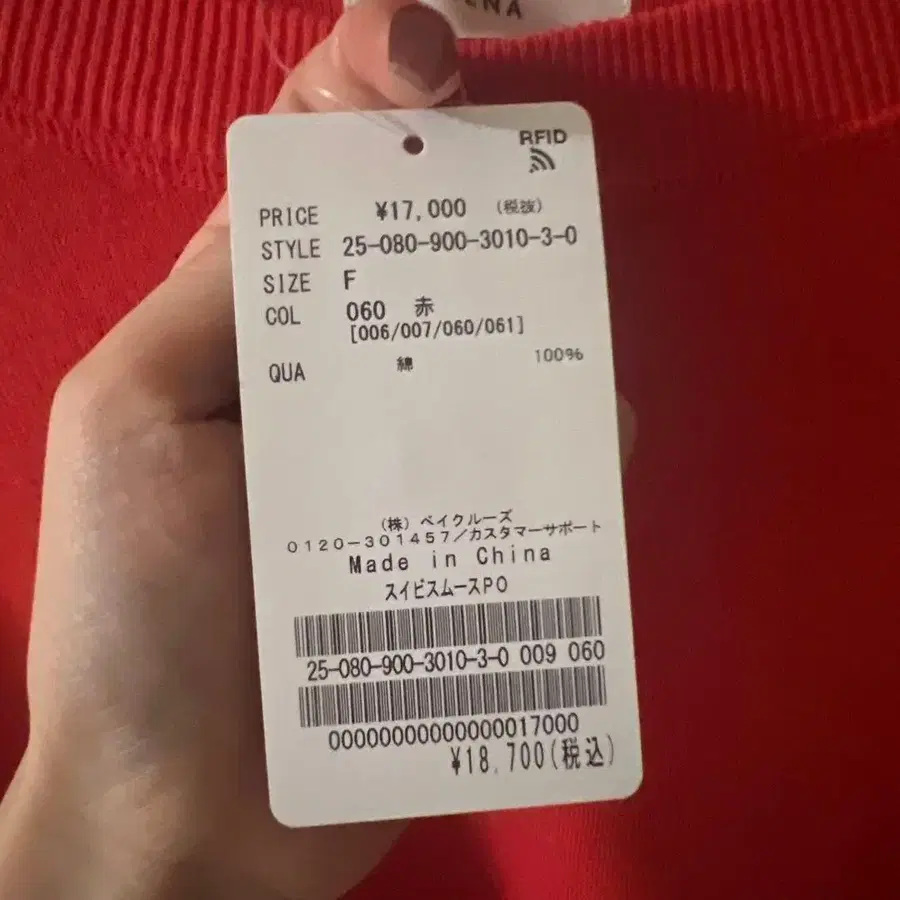 RFID
PRICE ¥17,000 (税抜)
STYLE 25-080-900-3010-3-0
SIZE F
COL 060 赤
[006/007/060/061]
QUA 綿 100%
(株) ベイクルーズ
0120-301457/カスタマーサポート
Made in China
スイビスムースPO
25-080-900-3010-3-0 009 060
00000000000000017000
¥18,700(税込)